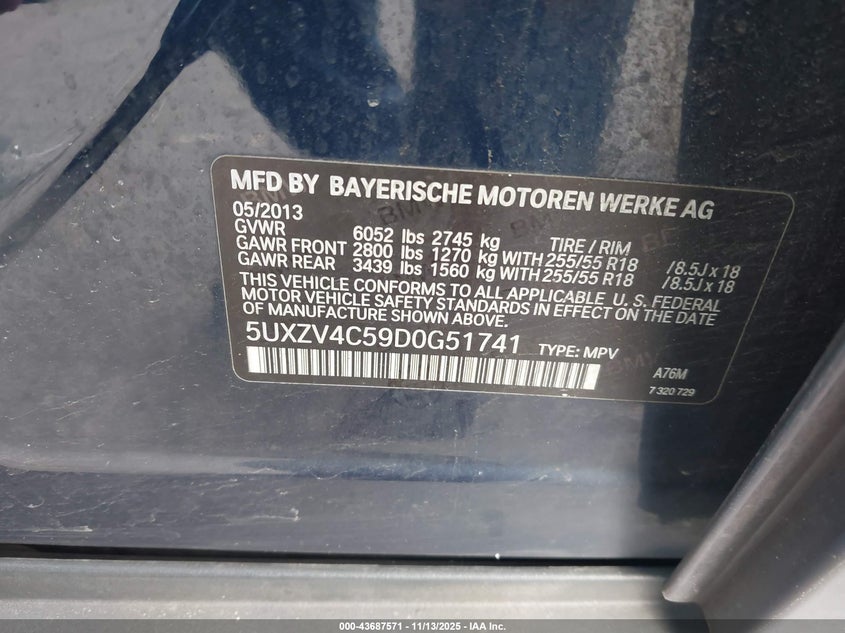 MFD BY BAYERISCHE MOTOREN WERKE AG
05/2013
GVWR 6052 lbs 2745 kg TIRE / RIM
GAWR FRONT 2800 lbs 1270 kg WITH 255/55 R18 /8.5J x 18
GAWR REAR 3439 lbs 1560 kg WITH 255/55 R18 /8.5J x 18
THIS VEHICLE CONFORMS TO ALL APPLICABLE U. S. FEDERAL
MOTOR VEHICLE SAFETY STANDARDS IN EFFECT ON THE DATE
OF MANUFACTURE SHOWN ABOVE.
5UXZV4C59D0G51741 TYPE: MPV
A76M
7 320 729
000-43687571 — 11/13/2025 — IAA Inc.